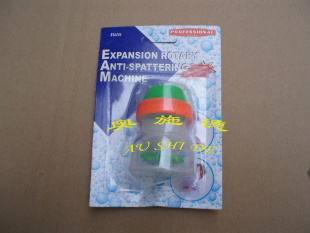 PROFESSIONAL
EXPANSION ROTARY
ANTI-SPATTERING
MACHINE
奥施德
AU SHI DE